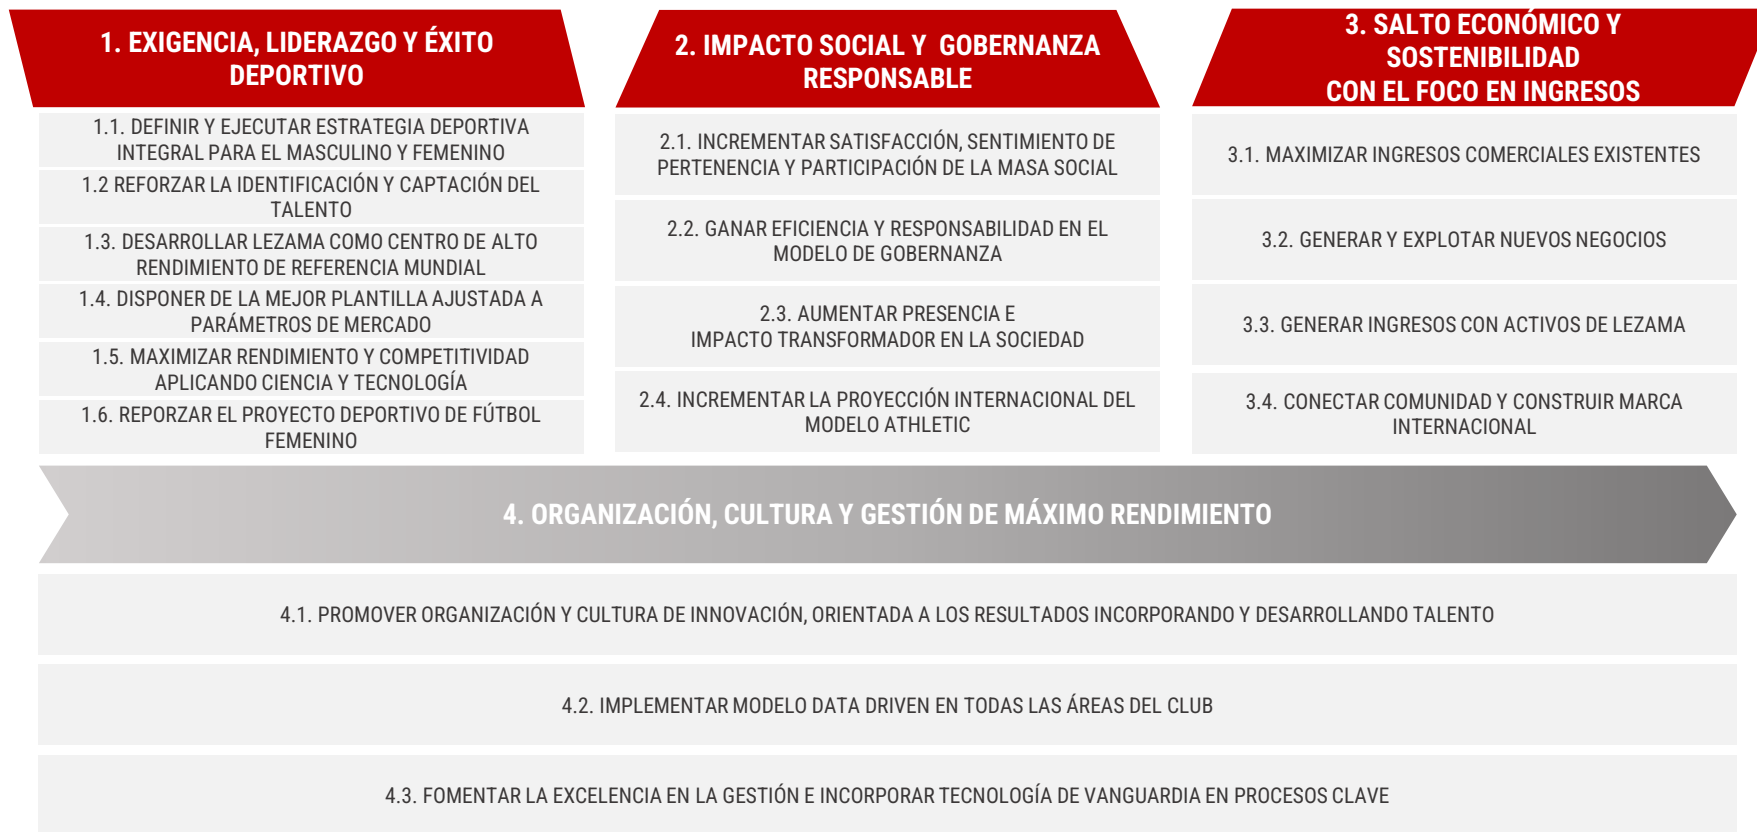 1. EXIGENCIA, LIDERAZGO Y ÉXITO
DEPORTIVO
1.1. DEFINIR Y EJECUTAR ESTRATEGIA DEPORTIVA
INTEGRAL PARA EL MASCULINO Y FEMENINO
1.2 REFORZAR LA IDENTIFICACIÓN Y CAPTACIÓN DEL
TALENTO
1.3. DESARROLLAR LEZAMA COMO CENTRO DE ALTO
RENDIMIENTO DE REFERENCIA MUNDIAL
1.4. DISPONER DE LA MEJOR PLANTILLA AJUSTADA A
PARÁMETROS DE MERCADO
1.5. MAXIMIZAR RENDIMIENTO Y COMPETITIVIDAD
APLICANDO CIENCIA Y TECNOLOGÍA
1.6. REPORZAR EL PROYECTO DEPORTIVO DE FÚTBOL
FEMENINO
2. IMPACTO SOCIAL Y GOBERNANZA
RESPONSABLE
2.1. INCREMENTAR SATISFACCIÓN, SENTIMIENTO DE
PERTENENCIA Y PARTICIPACIÓN DE LA MASA SOCIAL
2.2. GANAR EFICIENCIA Y RESPONSABILIDAD EN EL
MODELO DE GOBERNANZA
2.3. AUMENTAR PRESENCIA E
IMPACTO TRANSFORMADOR EN LA SOCIEDAD
2.4. INCREMENTAR LA PROYECCIÓN INTERNACIONAL DEL
MODELO ATHLETIC
3. SALTO ECONÓMICO Y
SOSTENIBILIDAD
CON EL FOCO EN INGRESOS
3.1. MAXIMIZAR INGRESOS COMERCIALES EXISTENTES
3.2. GENERAR Y EXPLOTAR NUEVOS NEGOCIOS
3.3. GENERAR INGRESOS CON ACTIVOS DE LEZAMA
3.4. CONECTAR COMUNIDAD Y CONSTRUIR MARCA
INTERNACIONAL
4. ORGANIZACIÓN, CULTURA Y GESTIÓN DE MÁXIMO RENDIMIENTO
4.1. PROMOVER ORGANIZACIÓN Y CULTURA DE INNOVACIÓN, ORIENTADA A LOS RESULTADOS INCORPORANDO Y DESARROLLANDO TALENTO
4.2. IMPLEMENTAR MODELO DATA DRIVEN EN TODAS LAS ÁREAS DEL CLUB
4.3. FOMENTAR LA EXCELENCIA EN LA GESTIÓN E INCORPORAR TECNOLOGÍA DE VANGUARDIA EN PROCESOS CLAVE